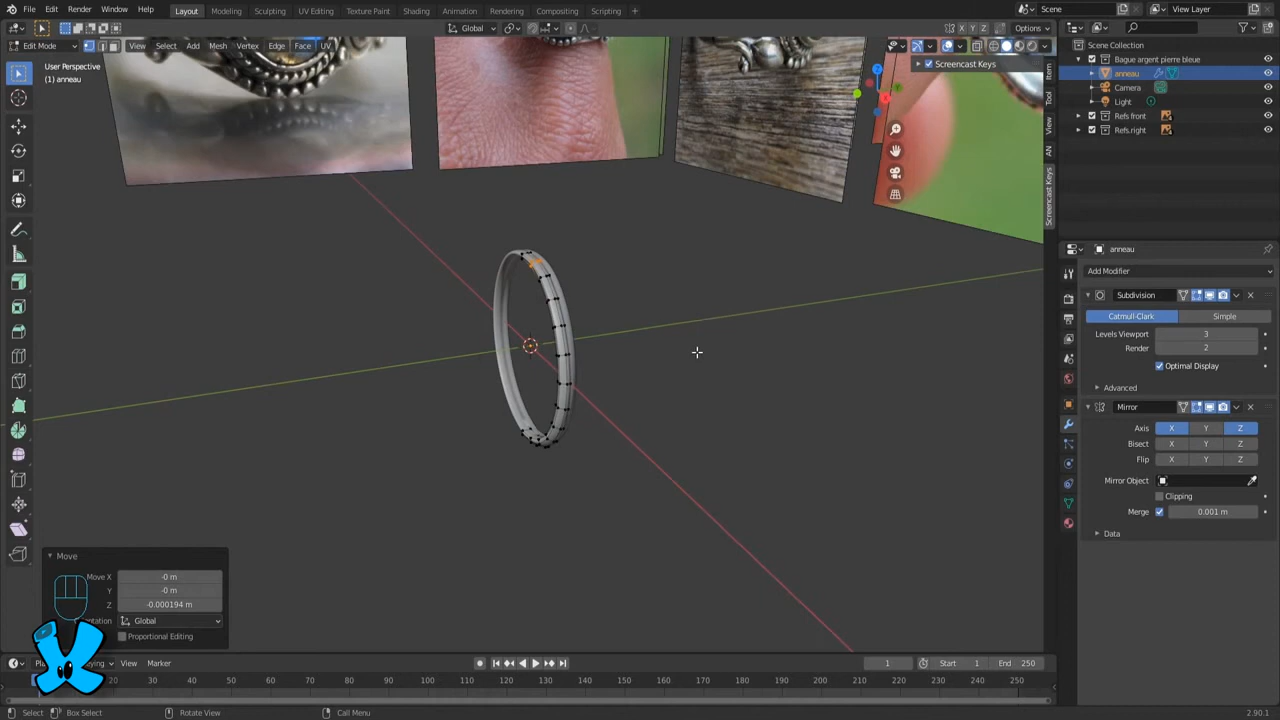 File Edit Render Window Help Layout Modeling Sculpting UV Editing Texture Paint Shading Animation Rendering Compositing Scripting + Scene View Layer
Global Options X Y Z
Edit Mode View Select Add Mesh Vertex Edge Face UV
User Perspective
(1) anneau
Screencast Keys
Item
Tool
View
AN
Screencast Keys
Scene Collection
Bague argent pierre bleue
anneau
Camera
Light
Refs front
Refs.right
anneau
Add Modifier
Subdivision
Catmull-Clark Simple
Levels Viewport 3
Render 2
Optimal Display
Advanced
Mirror
Axis X Y Z
Bisect X Y Z
Flip X Y Z
Mirror Object
Clipping
Merge 0.001 m
Data
Move
Move X -0 m
Y -0 m
Z -0.000194 m
Global
Proportional Editing
View Marker 1 Start 1 End 250
20 30 40 50 60 70 80 90 100 110 120 130 140 150 160 170 180 190 200 210 220 230 240 250
Select Box Select Rotate View Call Menu 2.90.1